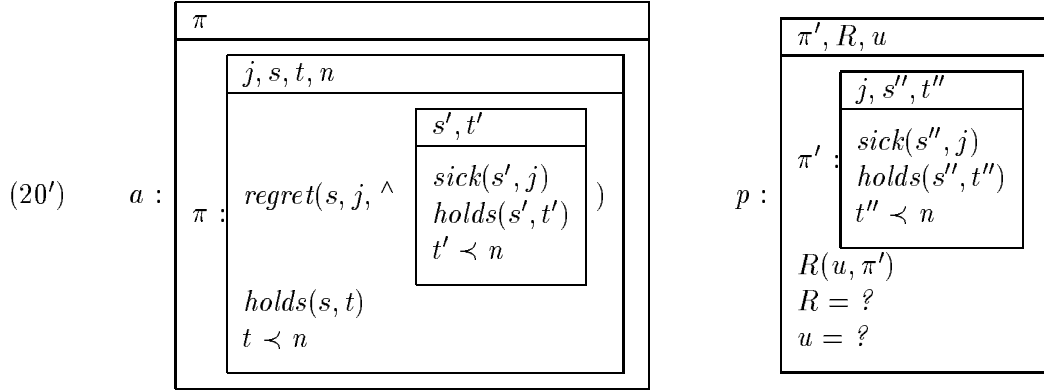 π
π′, R, u
j, s, t, n
j, s″, t″
s′, t′
sick(s″, j)
π′ :
holds(s″, t″)
sick(s′, j)
(20′) a : π : regret(s, j, ^ holds(s′, t′) ) p :
t″ ≺ n
t′ ≺ n
R(u, π′)
holds(s, t)
R = ?
t ≺ n
u = ?